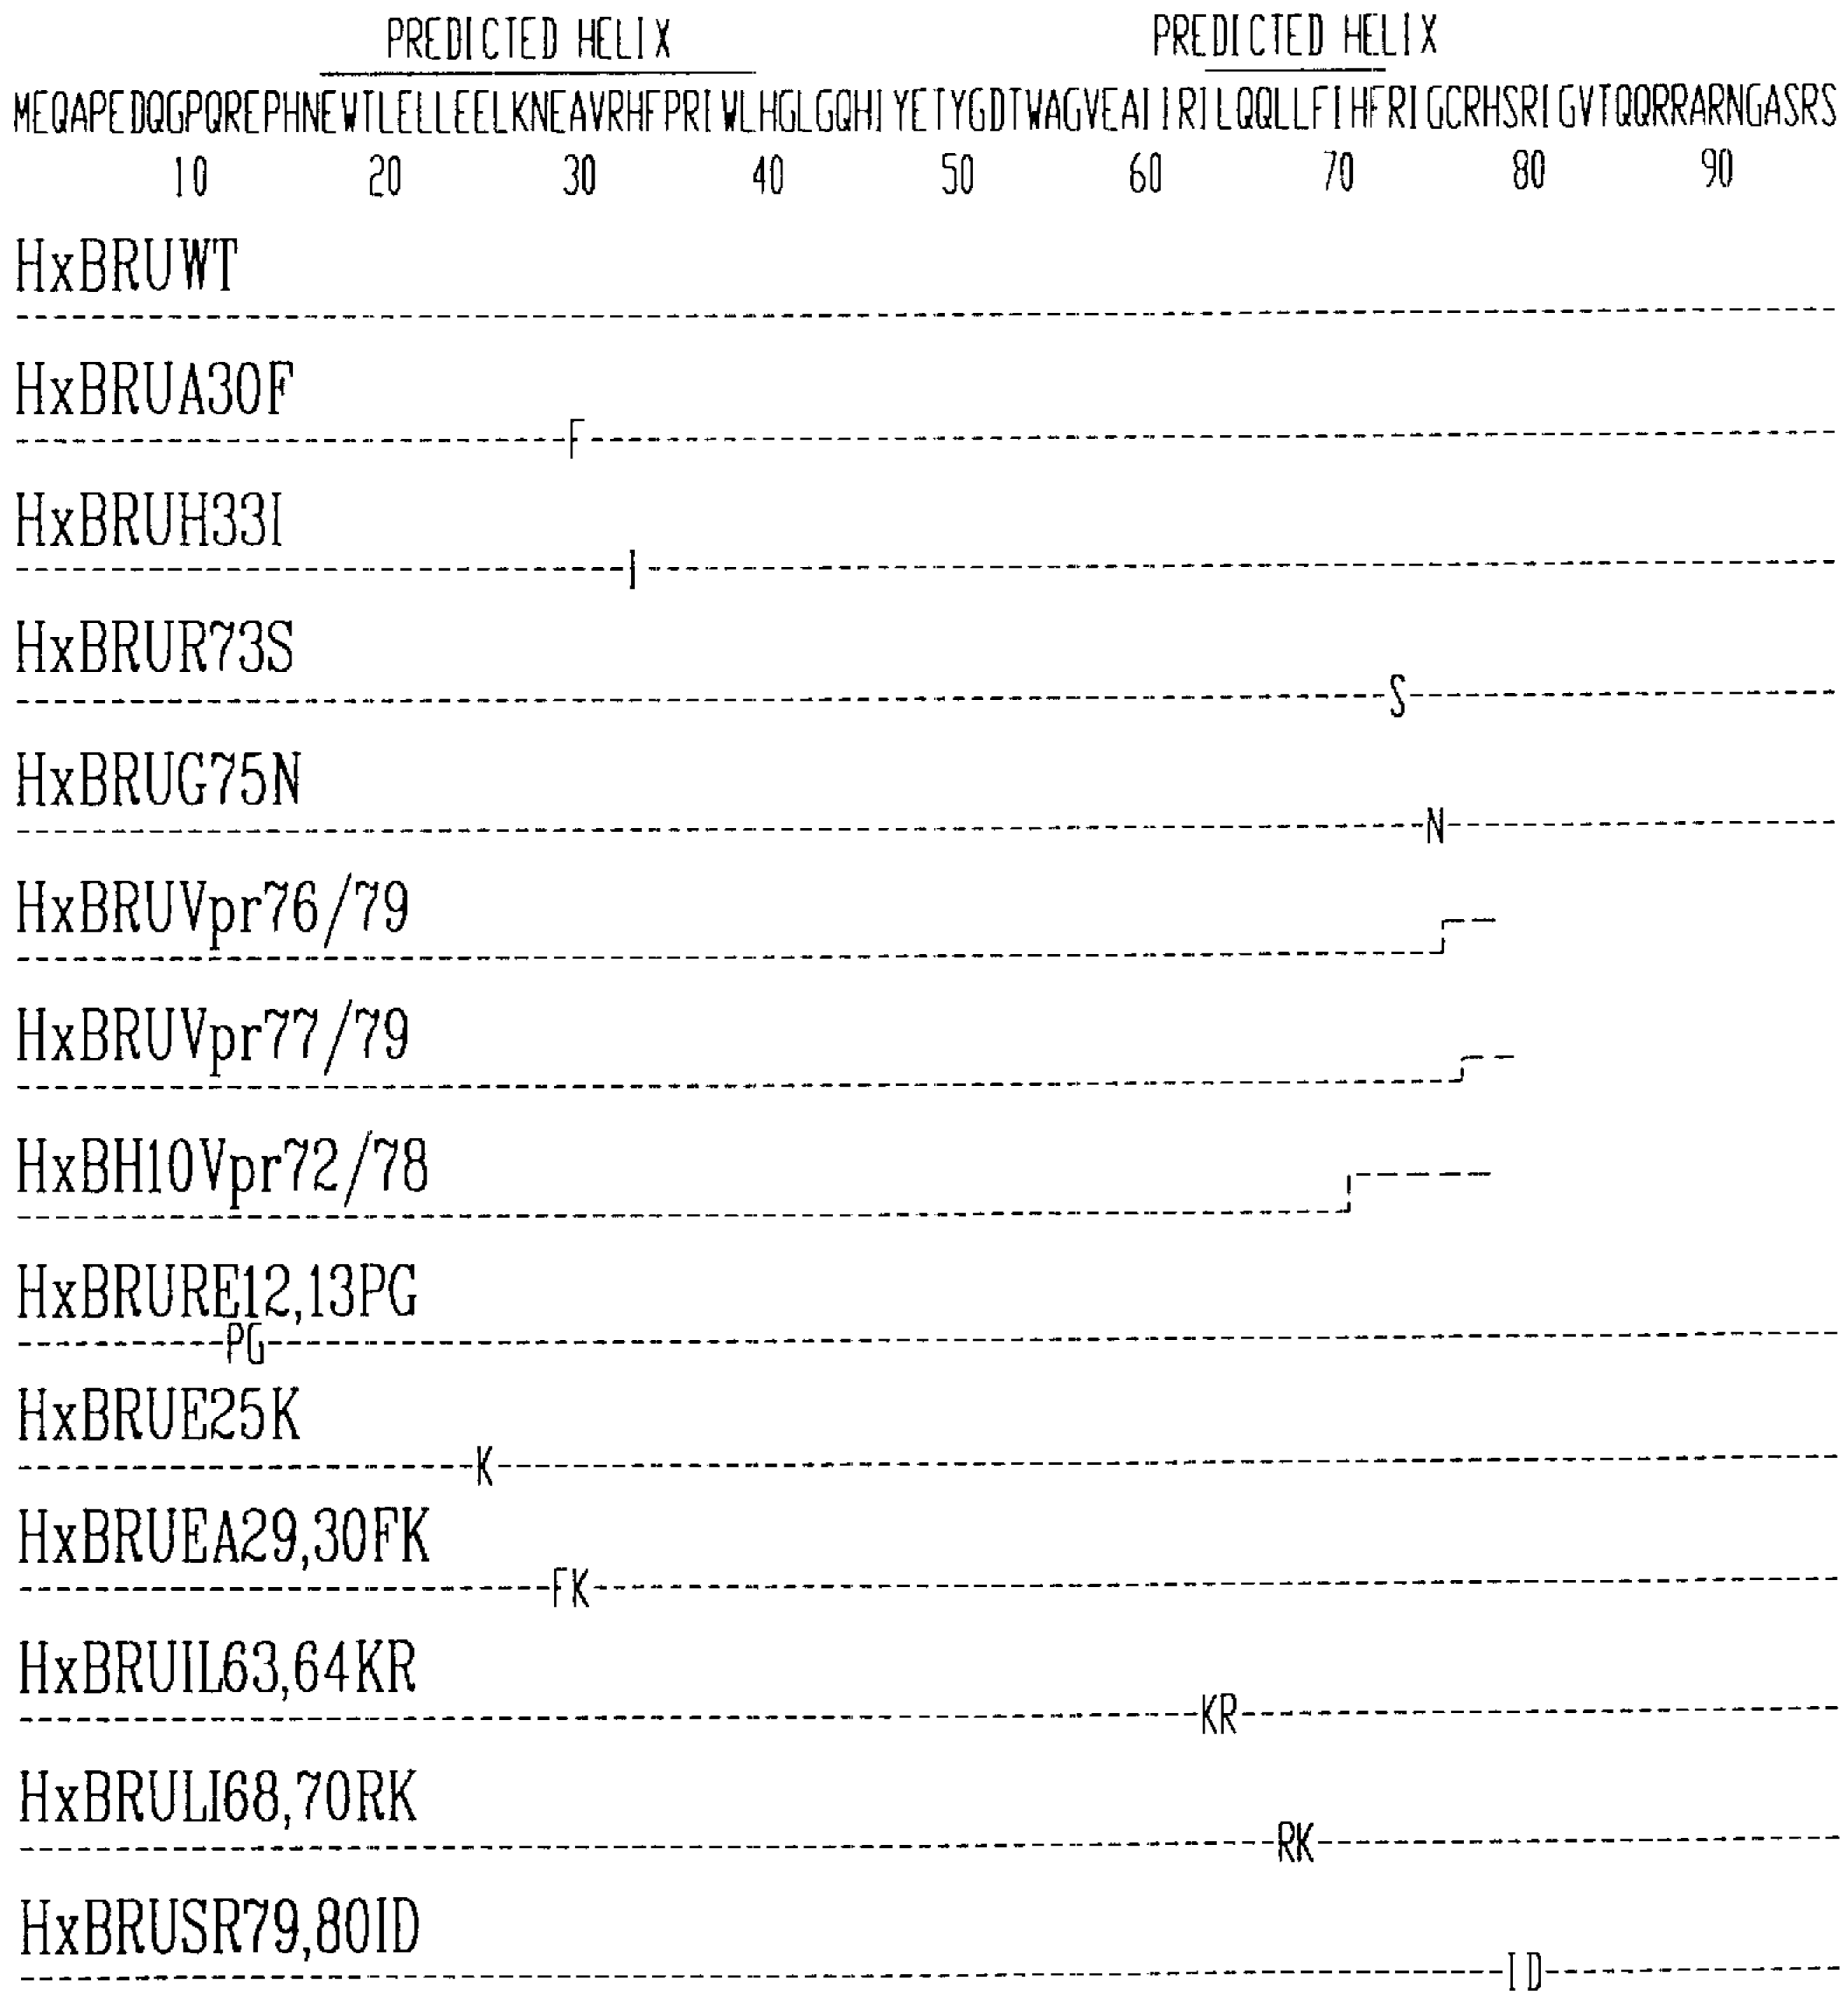 PREDICTED HELIX PREDICTED HELIX
MEQAPEDQGPQREPHNEWTLELLEELKNEAVRHFPRIWLHGLGQHIYETYGDTWAGVEAIIRILQQLLFIHFRIGCRHSRIGVTQQRRARNGASRS
10 20 30 40 50 60 70 80 90
HxBRUWT
HxBRUA30F
F
HxBRUH33I
I
HxBRUR73S
S
HxBRUG75N
N
HxBRUVpr76/79
HxBRUVpr77/79
HxBH10Vpr72/78
HxBRURE12,13PG
PG
HxBRUE25K
K
HxBRUEA29,30FK
FK
HxBRUIL63,64KR
KR
HxBRULI68,70RK
RK
HxBRUSR79,80ID
ID